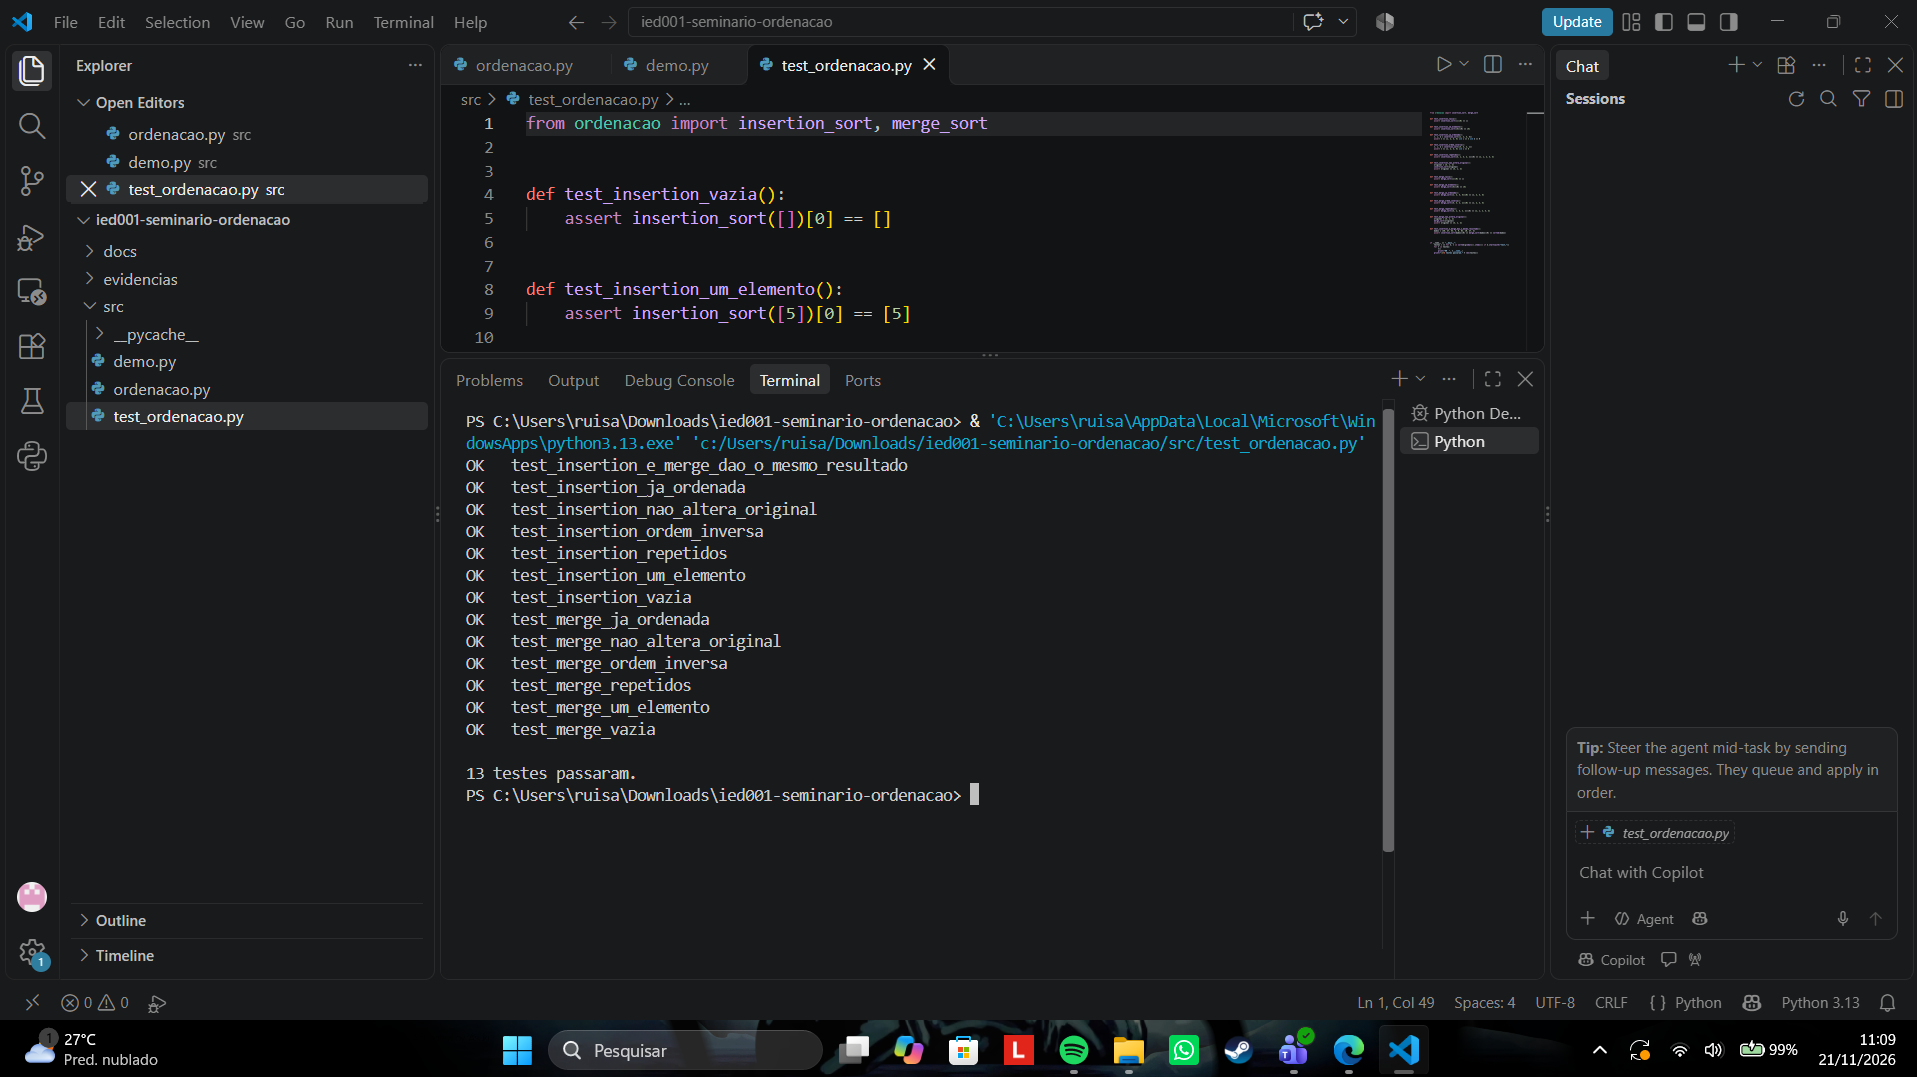 File Edit Selection View Go Run Terminal Help
ied001-seminario-ordenacao
Update
Explorer
Open Editors
ordenacao.py src
demo.py src
test_ordenacao.py src
ied001-seminario-ordenacao
docs
evidencias
src
__pycache__
demo.py
ordenacao.py
test_ordenacao.py
Outline
Timeline
1
ordenacao.py
demo.py
test_ordenacao.py
src > test_ordenacao.py > ...
1 from ordenacao import insertion_sort, merge_sort
2
3
4 def test_insertion_vazia():
5 assert insertion_sort([])[0] == []
6
7
8 def test_insertion_um_elemento():
9 assert insertion_sort([5])[0] == [5]
10
Problems Output Debug Console Terminal Ports
PS C:\Users\ruisa\Downloads\ied001-seminario-ordenacao> & 'C:\Users\ruisa\AppData\Local\Microsoft\Win
dowsApps\python3.13.exe' 'c:/Users/ruisa/Downloads/ied001-seminario-ordenacao/src/test_ordenacao.py'
OK test_insertion_e_merge_dao_o_mesmo_resultado
OK test_insertion_ja_ordenada
OK test_insertion_nao_altera_original
OK test_insertion_ordem_inversa
OK test_insertion_repetidos
OK test_insertion_um_elemento
OK test_insertion_vazia
OK test_merge_ja_ordenada
OK test_merge_nao_altera_original
OK test_merge_ordem_inversa
OK test_merge_repetidos
OK test_merge_um_elemento
OK test_merge_vazia
13 testes passaram.
PS C:\Users\ruisa\Downloads\ied001-seminario-ordenacao>
Python De...
Python
Chat
Sessions
Tip: Steer the agent mid-task by sending
follow-up messages. They queue and apply in
order.
test_ordenacao.py
Chat with Copilot
Agent
Copilot
0 0
Ln 1, Col 49 Spaces: 4 UTF-8 CRLF { } Python Python 3.13
1
27°C
Pred. nublado
Pesquisar
L
99%
11:09
21/11/2026